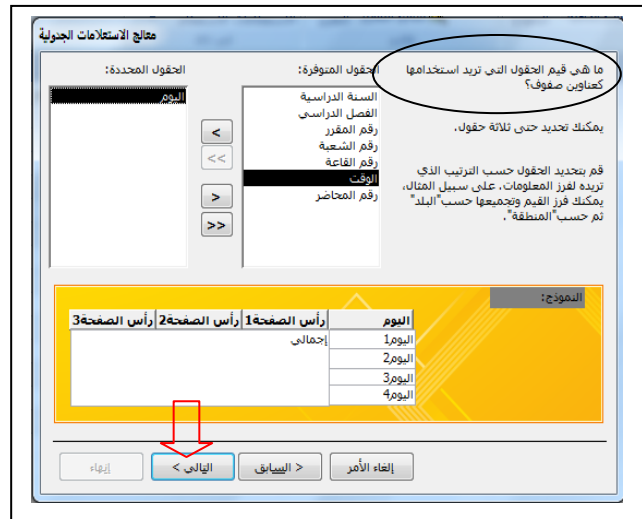 معالج الاستعلامات الجدولية
ما هي قيم الحقول التي تريد استخدامها
كعناوين صفوف؟
يمكنك تحديد حتى ثلاثة حقول.
قم بتحديد الحقول حسب الترتيب الذي
تريده لفرز المعلومات. على سبيل المثال،
يمكنك فرز القيم وتجميعها حسب"البلد"
ثم حسب"المنطقة".
الحقول المتوفرة:
السنة الدراسية
الفصل الدراسي
رقم المقرر
رقم الشعبة
رقم القاعة
الوقت
رقم المحاضر
<
<<
>
>>
الحقول المحددة:
اليوم
النموذج:
اليوم رأس الصفحة1 رأس الصفحة2 رأس الصفحة3
اليوم1 إجمالي
اليوم2
اليوم3
اليوم4
إلغاء الأمر
< السابق
التالي >
إنهاء